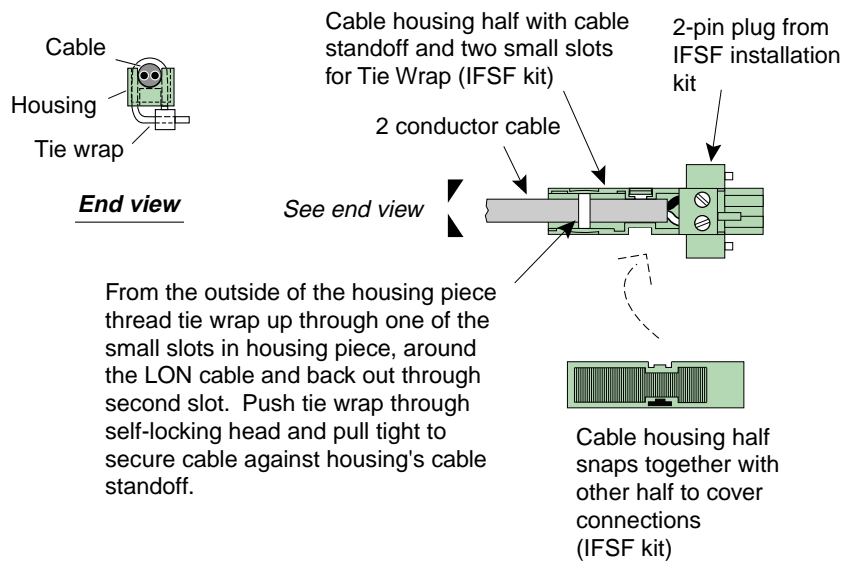 Cable
Housing
Tie wrap
End view
Cable housing half with cable
standoff and two small slots
for Tie Wrap (IFSF kit)
2-pin plug from
IFSF installation
kit
2 conductor cable
See end view
From the outside of the housing piece
thread tie wrap up through one of the
small slots in housing piece, around
the LON cable and back out through
second slot.  Push tie wrap through
self-locking head and pull tight to
secure cable against housing's cable
standoff.
Cable housing half
snaps together with
other half to cover
connections
(IFSF kit)